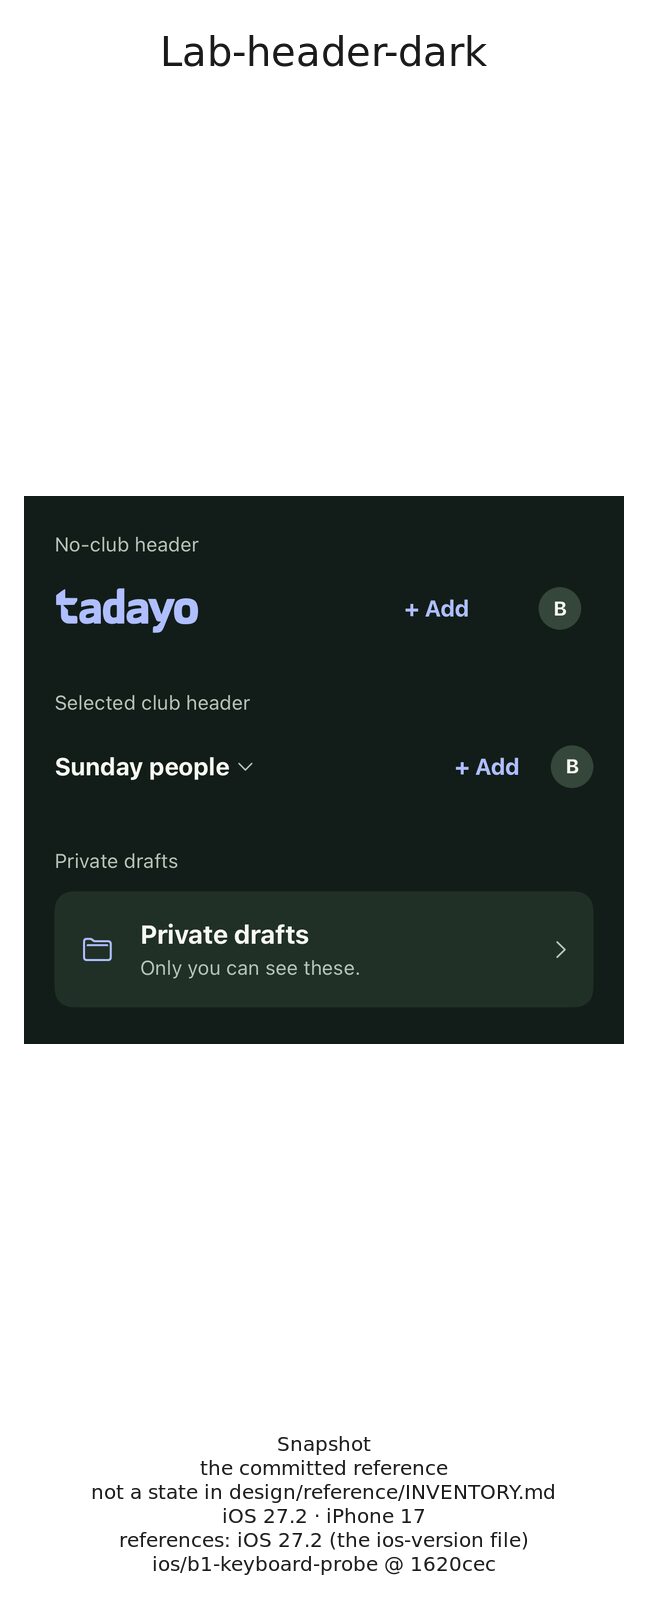 Lab-header-dark
No-club header
tadayo
+ Add
B
Selected club header
Sunday people
+ Add
B
Private drafts
Private drafts
Only you can see these.
Snapshot
the committed reference
not a state in design/reference/INVENTORY.md
iOS 27.2 · iPhone 17
references: iOS 27.2 (the ios-version file)
ios/b1-keyboard-probe @ 1620cec